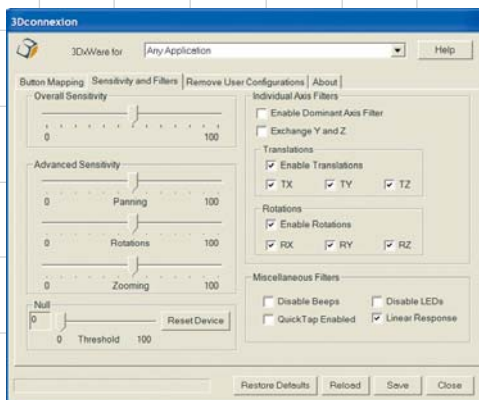 3Dconnexion
3DxWare for Any Application Help
Button Mapping Sensitivity and Filters Remove User Configurations About
Overall Sensitivity
0 100
Advanced Sensitivity
0 Panning 100
0 Rotations 100
0 Zooming 100
Null
0 Reset Device
0 Threshold 100
Individual Axis Filters
Enable Dominant Axis Filter
Exchange Y and Z
Translations
Enable Translations
TX TY TZ
Rotations
Enable Rotations
RX RY RZ
Miscellaneous Filters
Disable Beeps Disable LEDs
QuickTap Enabled Linear Response
Restore Defaults Reload Save Close